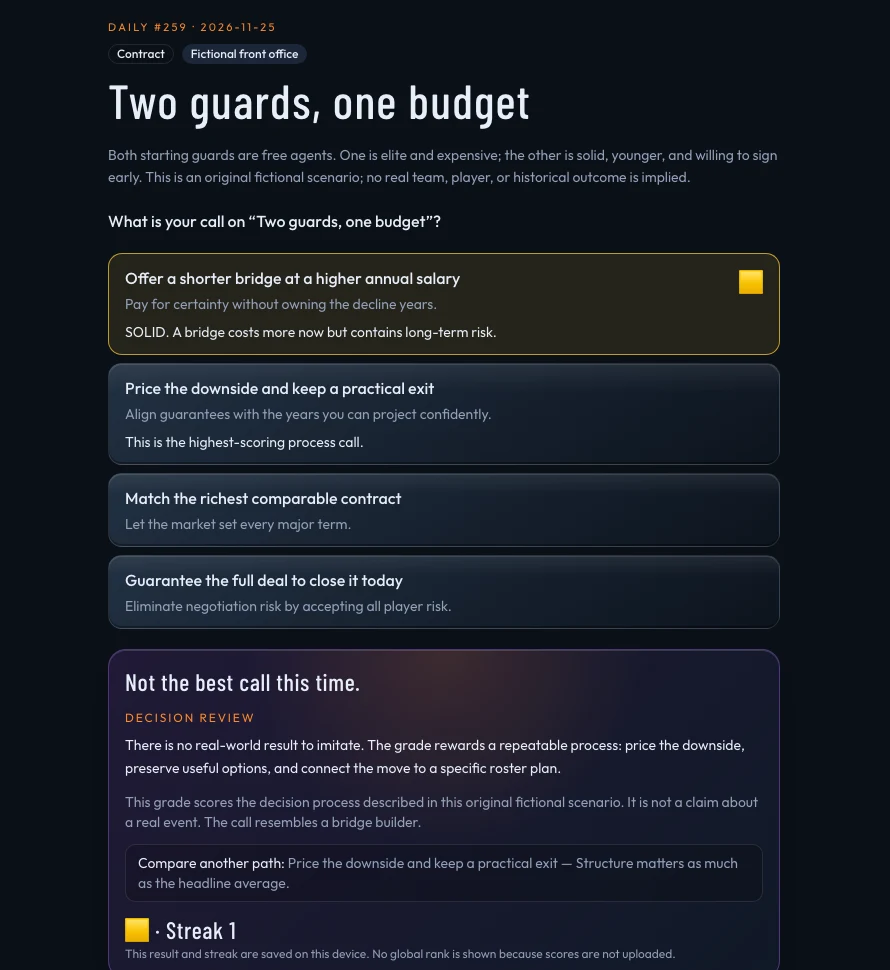 DAILY #259 · 2026-11-25
Contract Fictional front office
Two guards, one budget
Both starting guards are free agents. One is elite and expensive; the other is solid, younger, and willing to sign
early. This is an original fictional scenario; no real team, player, or historical outcome is implied.
What is your call on “Two guards, one budget”?
Offer a shorter bridge at a higher annual salary
Pay for certainty without owning the decline years.
SOLID. A bridge costs more now but contains long-term risk.
Price the downside and keep a practical exit
Align guarantees with the years you can project confidently.
This is the highest-scoring process call.
Match the richest comparable contract
Let the market set every major term.
Guarantee the full deal to close it today
Eliminate negotiation risk by accepting all player risk.
Not the best call this time.
DECISION REVIEW
There is no real-world result to imitate. The grade rewards a repeatable process: price the downside,
preserve useful options, and connect the move to a specific roster plan.
This grade scores the decision process described in this original fictional scenario. It is not a claim about
a real event. The call resembles a bridge builder.
Compare another path: Price the downside and keep a practical exit — Structure matters as much
as the headline average.
· Streak 1
This result and streak are saved on this device. No global rank is shown because scores are not uploaded.